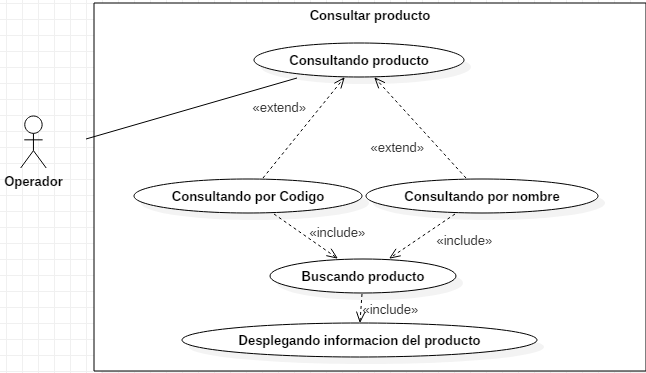 Consultar producto
Consultando producto
«extend»
«extend»
Operador
Consultando por Codigo
Consultando por nombre
«include»
«include»
Buscando producto
«include»
Desplegando informacion del producto